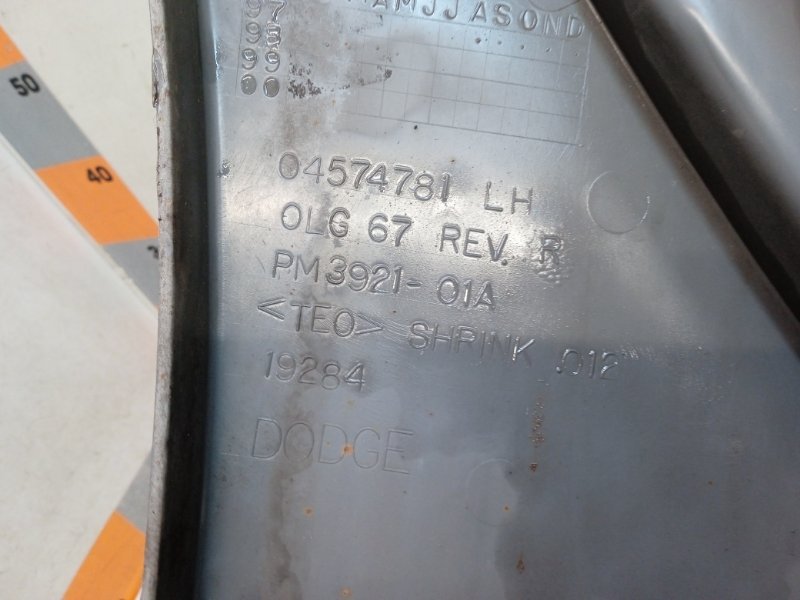 AMJJASOND
97
98
99
00
04574781 LH
OLG 67 REV. R
PM3921-01A
<TEO> SHRINK .012
19284
DODGE
50
40